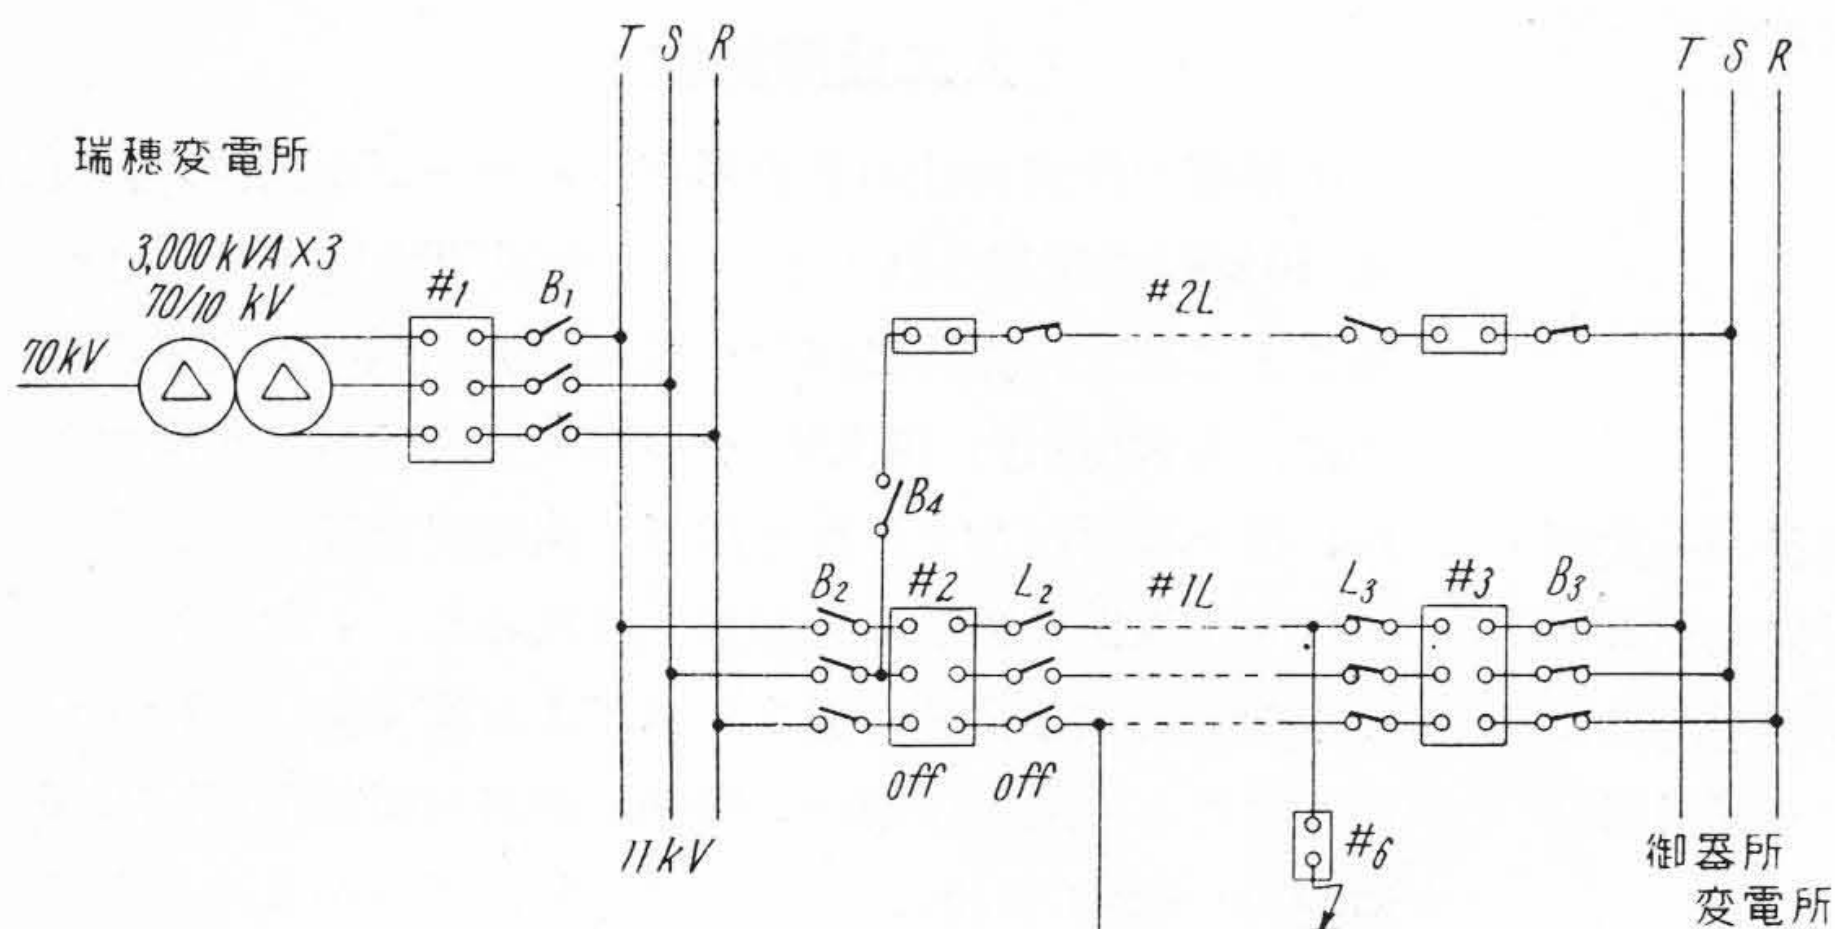 T S R
T S R
瑞穂変電所
3,000kVA×3
70/10 kV
#1
B1
#2L
70kV
B4
B2
#2
L2
#1L
L3
#3
B3
off
off
11kV
#6
御器所
変電所